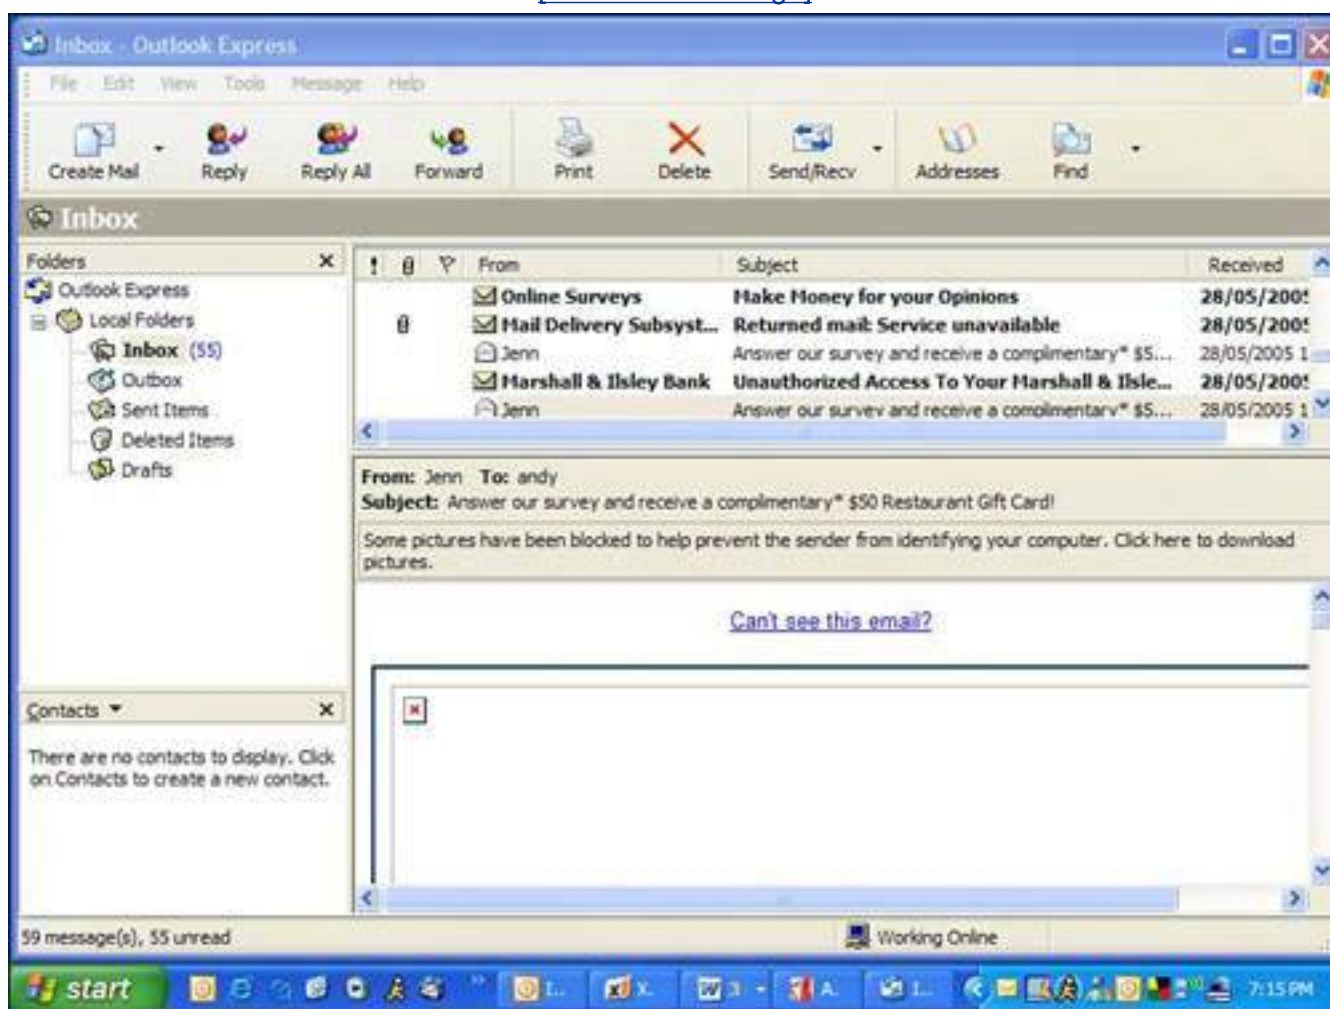 Inbox - Outlook Express
File Edit View Tools Message Help
Create Mail Reply Reply All Forward Print Delete Send/Recv Addresses Find
Inbox
Folders
Outlook Express
Local Folders
Inbox (55)
Outbox
Sent Items
Deleted Items
Drafts
From Subject Received
Online Surveys Make Money for your Opinions 28/05/200
Mail Delivery Subsyst... Returned mail: Service unavailable 28/05/200
Jenn Answer our survey and receive a complimentary* $5... 28/05/2005 1
Marshall & Ilsley Bank Unauthorized Access To Your Marshall & Ilsle... 28/05/200
Jenn Answer our survey and receive a complimentary* $5... 28/05/2005 1
From: Jenn To: andy
Subject: Answer our survey and receive a complimentary* $50 Restaurant Gift Card!
Some pictures have been blocked to help prevent the sender from identifying your computer. Click here to download
pictures.
Can't see this email?
Contacts
There are no contacts to display. Click
on Contacts to create a new contact.
59 message(s), 55 unread Working Online
start I... X. 3 A. I... 7:15 PM